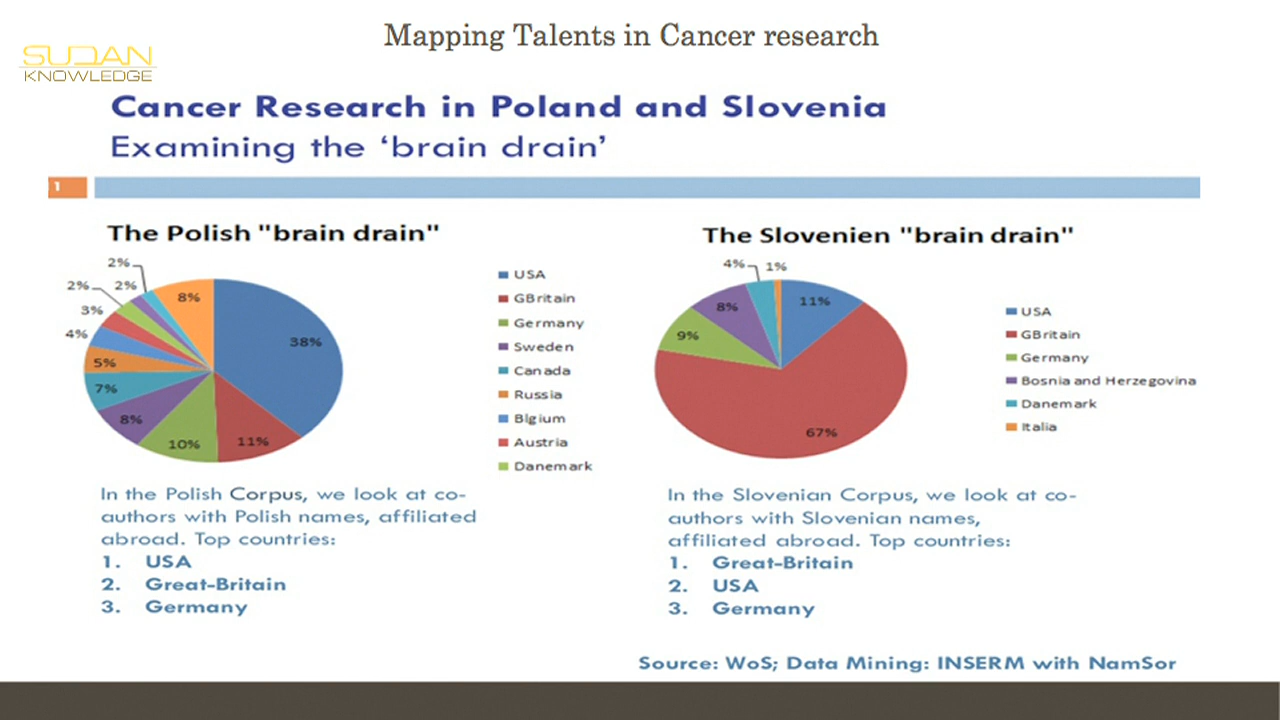 Mapping Talents in Cancer research
SUDAN
KNOWLEDGE
Cancer Research in Poland and Slovenia
Examining the ‘brain drain’
1
The Polish "brain drain"
2%
2%
2%
8%
3%
4%
38%
5%
7%
8%
10%
11%
USA
GBritain
Germany
Sweden
Canada
Russia
Blgium
Austria
Danemark
In the Polish Corpus, we look at co-
authors with Polish names, affiliated
abroad. Top countries:
1. USA
2. Great-Britain
3. Germany
The Slovenien "brain drain"
4%
1%
8%
11%
9%
67%
USA
GBritain
Germany
Bosnia and Herzegovina
Danemark
Italia
In the Slovenian Corpus, we look at co-
authors with Slovenian names,
affiliated abroad. Top countries:
1. Great-Britain
2. USA
3. Germany
Source: WoS; Data Mining: INSERM with NamSor